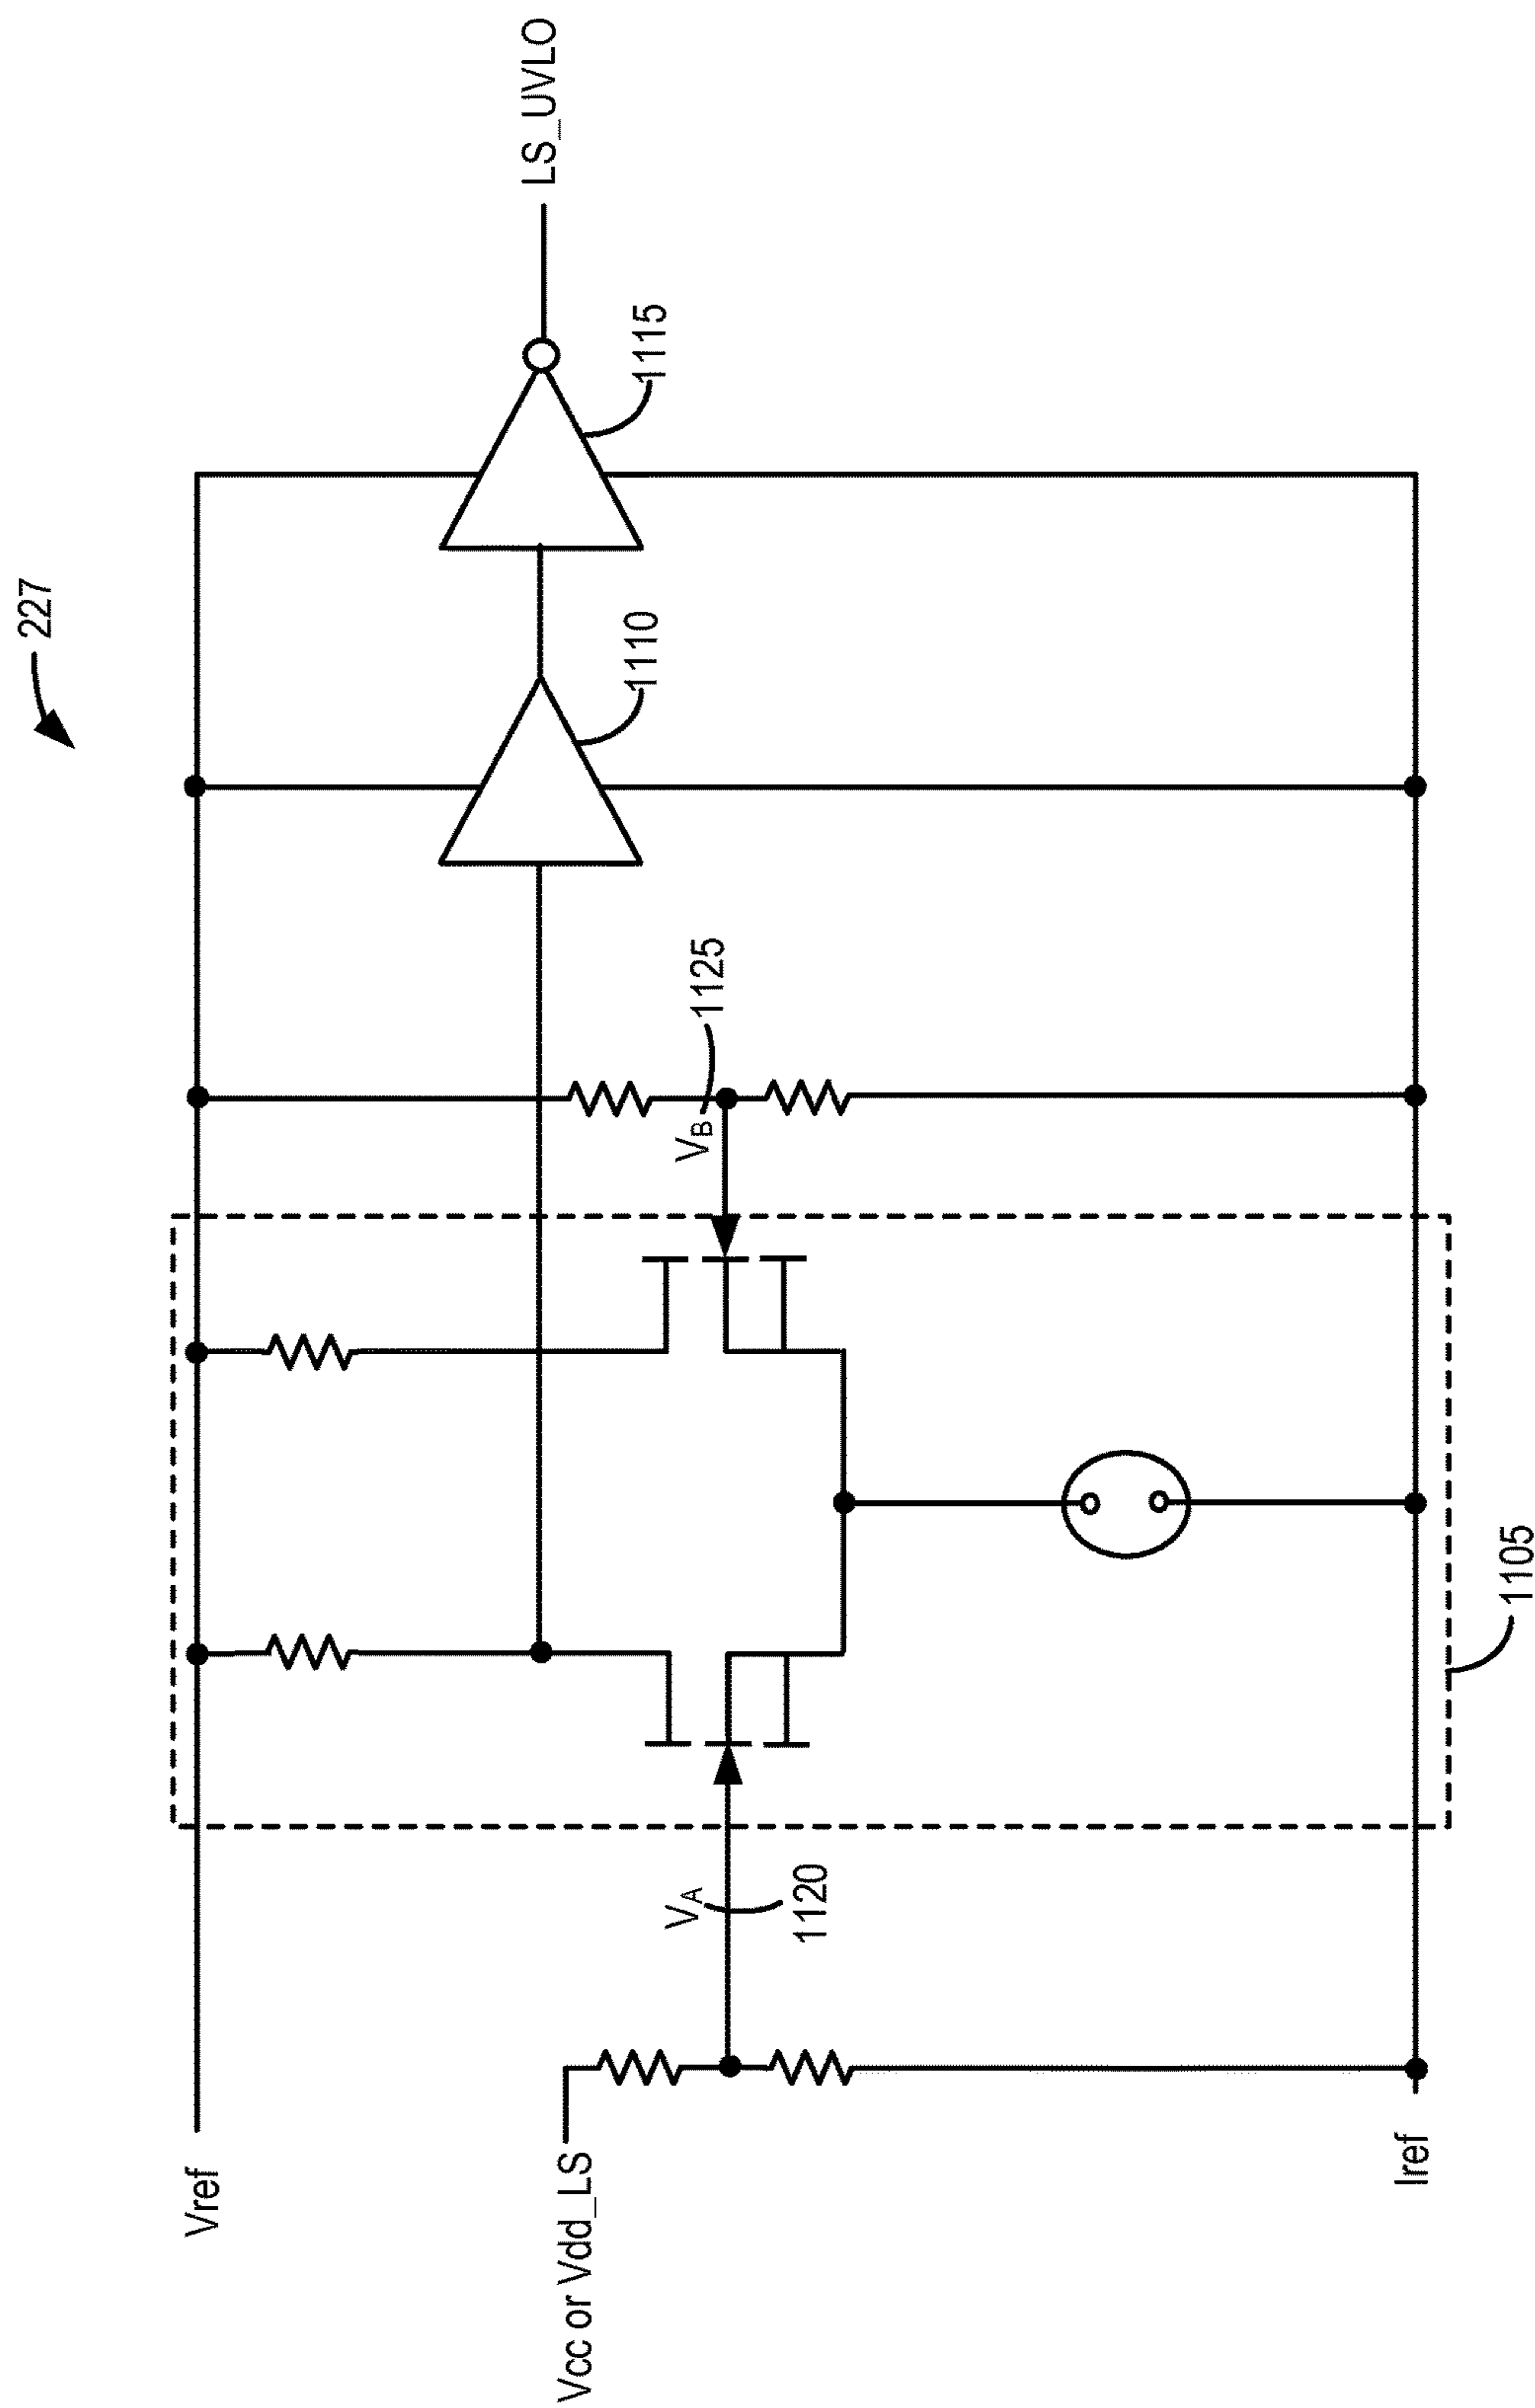 227
Vref
Vcc or Vdd_LS
Iref
VA
1120
1105
VB
1125
1110
1115
LS_UVLO